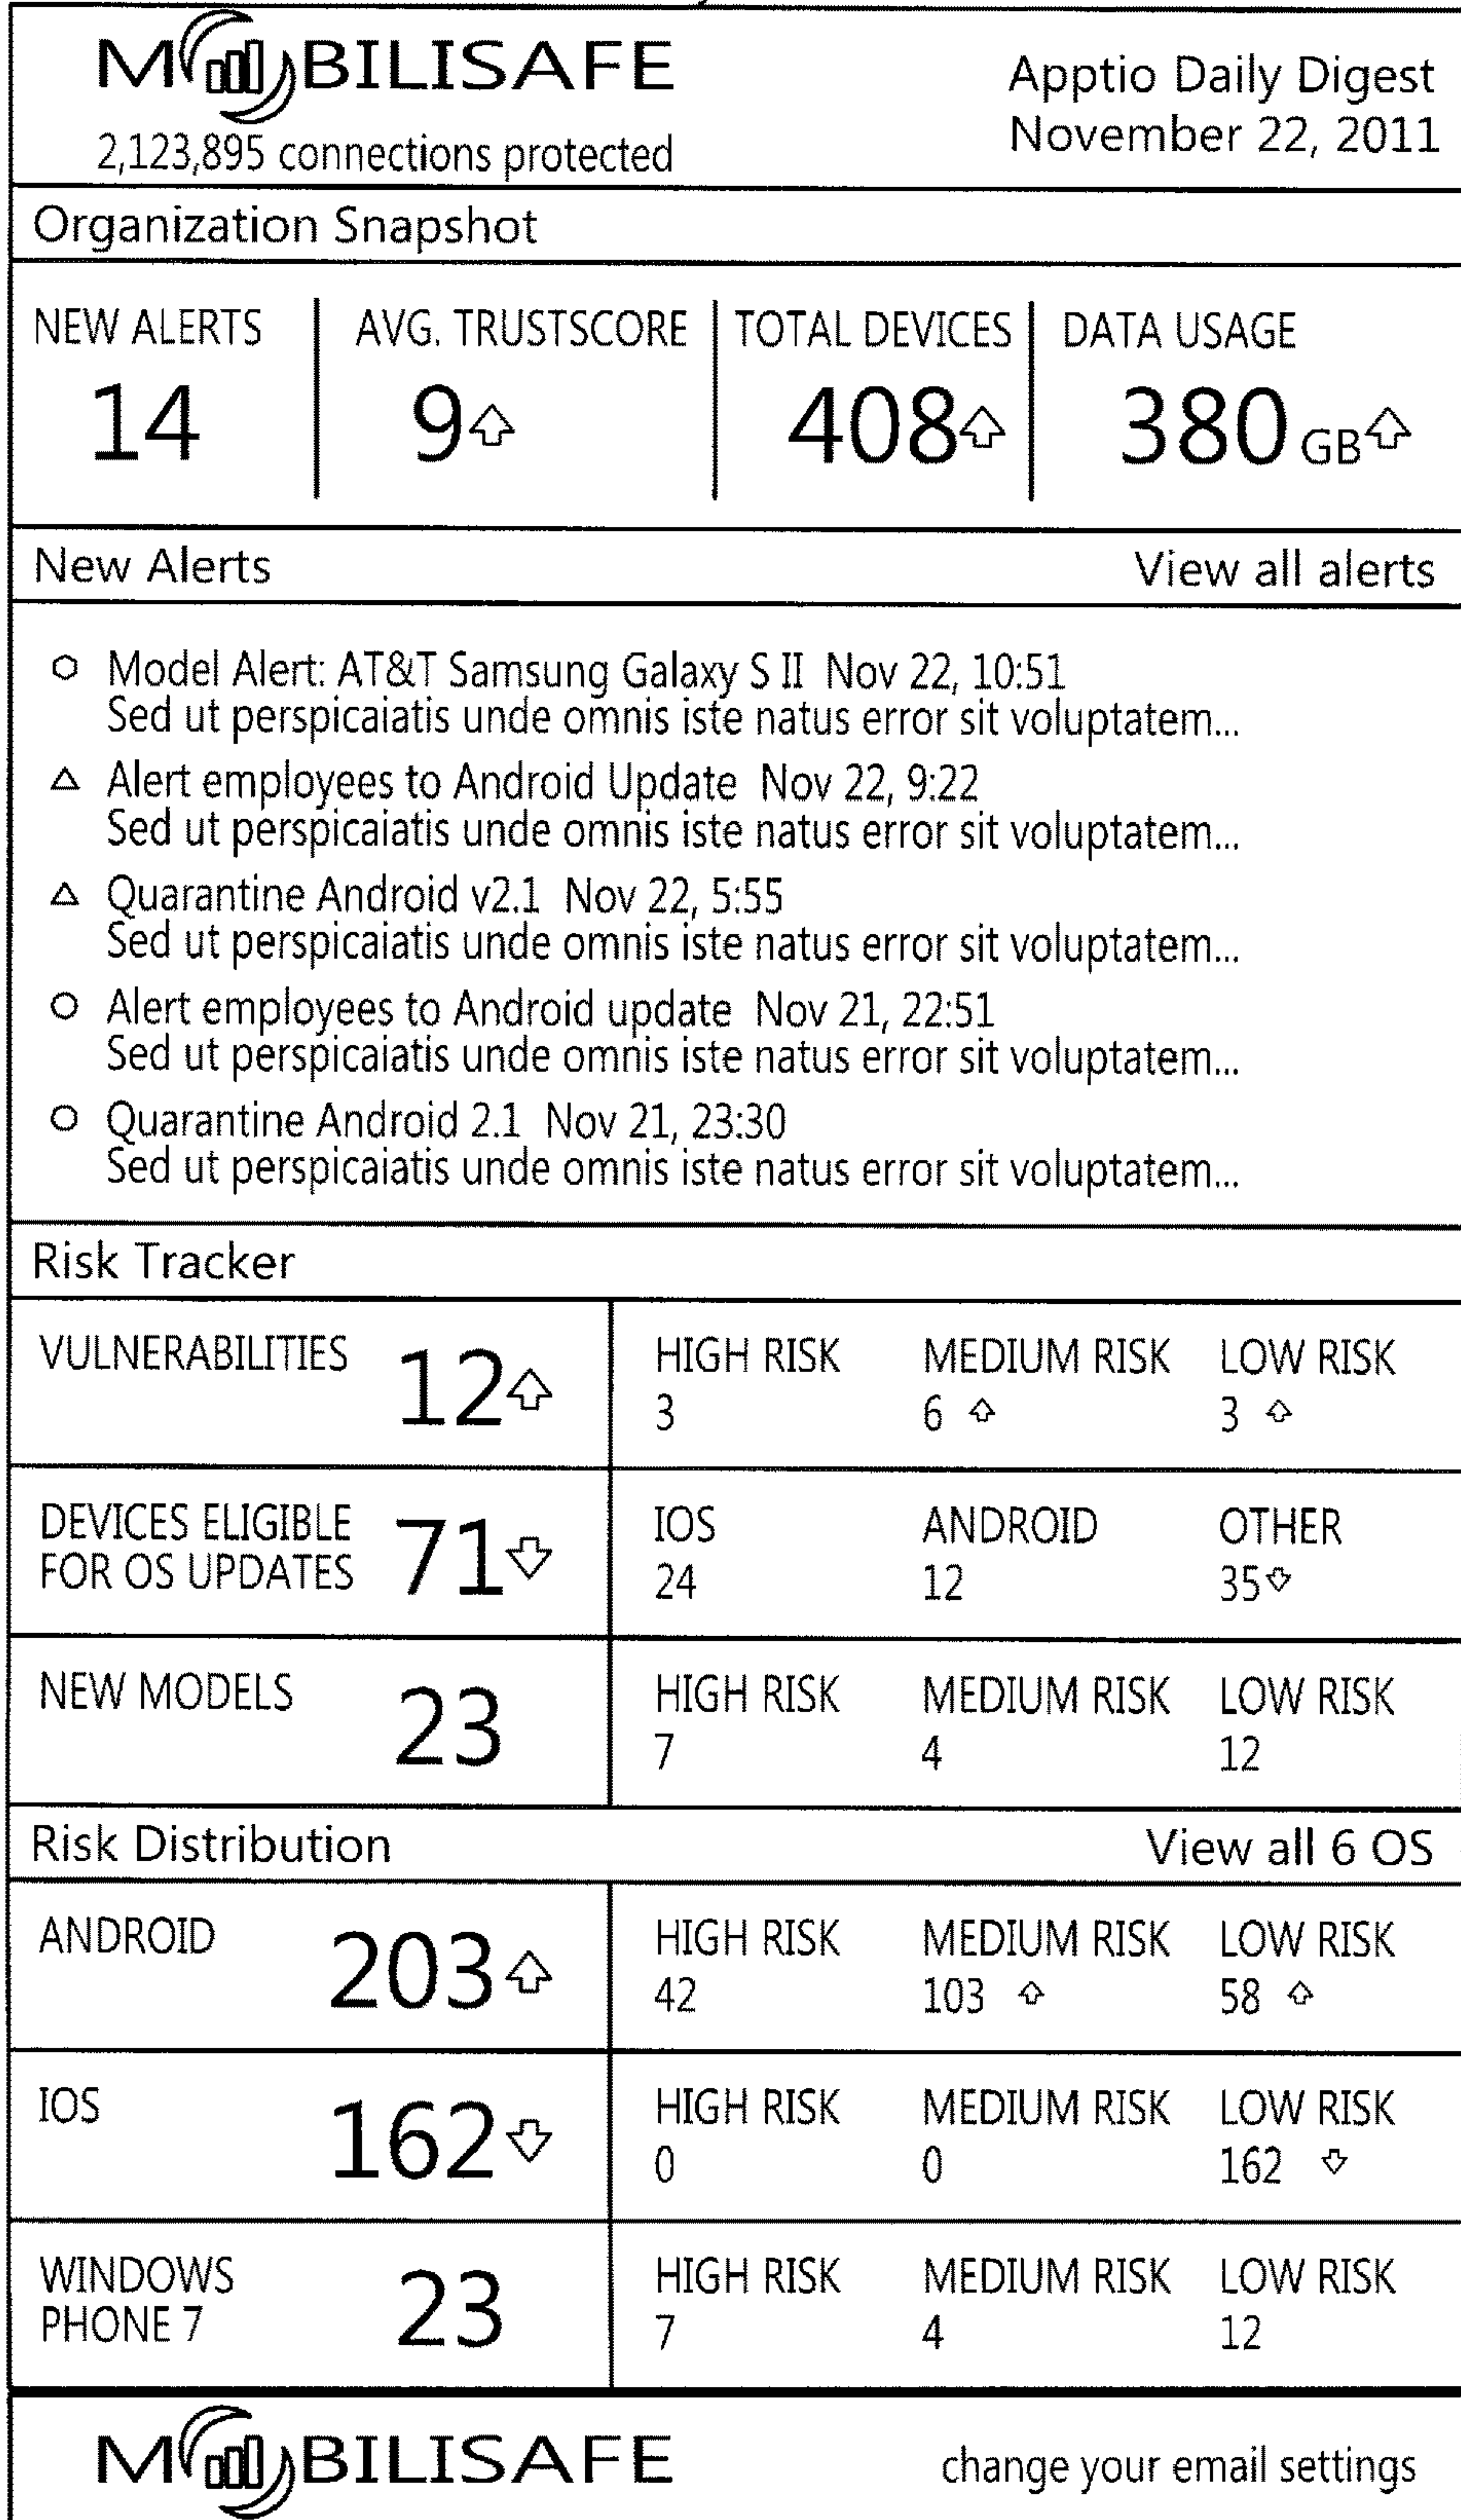 MOBILISAFE
2,123,895 connections protected
Apptio Daily Digest
November 22, 2011
Organization Snapshot
NEW ALERTS
14
AVG. TRUSTSCORE
9
TOTAL DEVICES
408
DATA USAGE
380 GB
New Alerts View all alerts
Model Alert: AT&T Samsung Galaxy S II Nov 22, 10:51
Sed ut perspicaiatis unde omnis iste natus error sit voluptatem...
Alert employees to Android Update Nov 22, 9:22
Sed ut perspicaiatis unde omnis iste natus error sit voluptatem...
Quarantine Android v2.1 Nov 22, 5:55
Sed ut perspicaiatis unde omnis iste natus error sit voluptatem...
Alert employees to Android update Nov 21, 22:51
Sed ut perspicaiatis unde omnis iste natus error sit voluptatem...
Quarantine Android 2.1 Nov 21, 23:30
Sed ut perspicaiatis unde omnis iste natus error sit voluptatem...
Risk Tracker
VULNERABILITIES 12
HIGH RISK MEDIUM RISK LOW RISK
3 6 3
DEVICES ELIGIBLE
FOR OS UPDATES 71
IOS ANDROID OTHER
24 12 35
NEW MODELS 23
HIGH RISK MEDIUM RISK LOW RISK
7 4 12
Risk Distribution View all 6 OS
ANDROID 203
HIGH RISK MEDIUM RISK LOW RISK
42 103 58
IOS 162
HIGH RISK MEDIUM RISK LOW RISK
0 0 162
WINDOWS
PHONE 7 23
HIGH RISK MEDIUM RISK LOW RISK
7 4 12
MOBILISAFE change your email settings